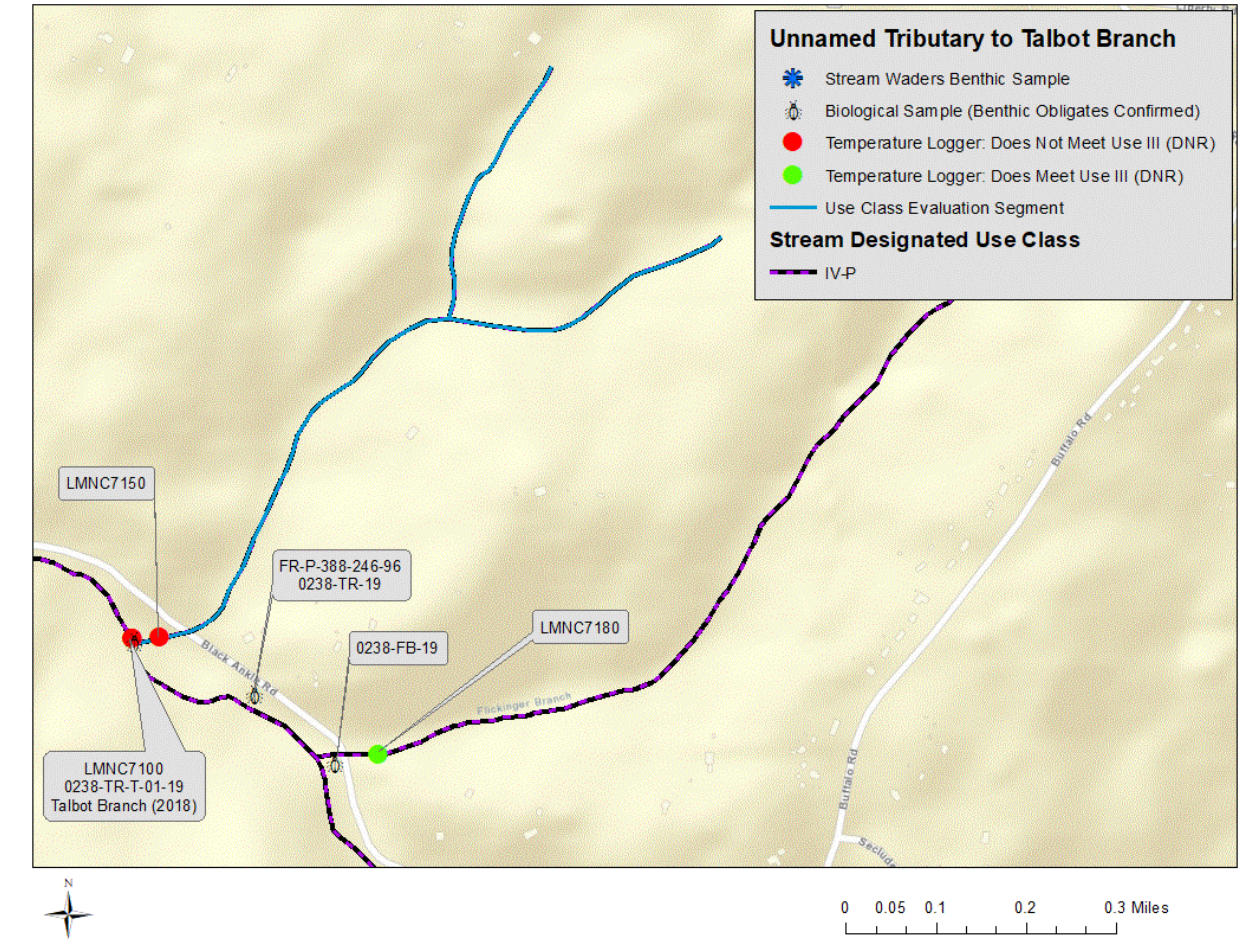 Unnamed Tributary to Talbot Branch
Stream Waders Benthic Sample
Biological Sample (Benthic Obligates Confirmed)
Temperature Logger: Does Not Meet Use III (DNR)
Temperature Logger: Does Meet Use III (DNR)
Use Class Evaluation Segment
Stream Designated Use Class
IV-P
Buffalo Rd
LMNC7150
FR-P-388-246-96
0238-TR-19
LMNC7180
0238-FB-19
Black Ankle Rd
Flickinger Branch
LMNC7100
0238-TR-T-01-19
Talbot Branch (2018)
Buffalo Rd
Seclude
N
0 0.05 0.1 0.2 0.3 Miles